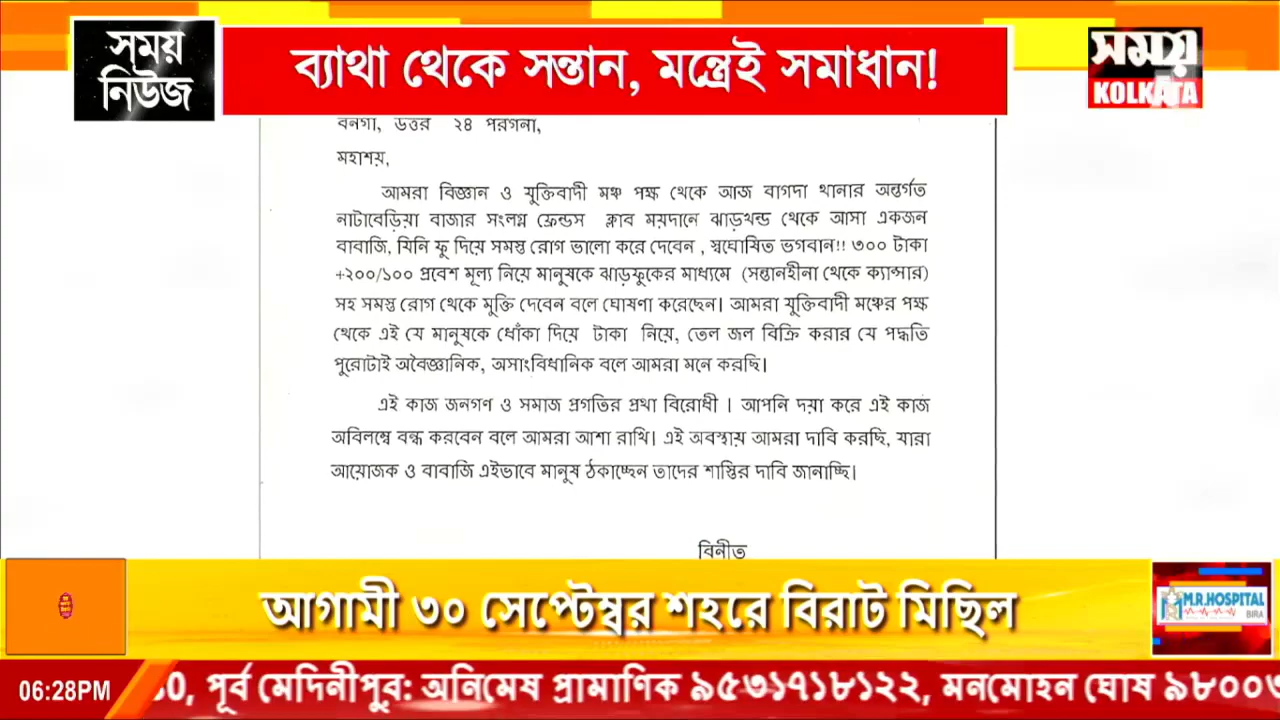 সময়
নিউজ
ব্যাথা থেকে সন্তান, মন্ত্রেই সমাধান!
সময়
KOLKATA
বনগাঁ, উত্তর ২৪ পরগনা,
মহাশয়,
আমরা বিজ্ঞান ও যুক্তিবাদী মঞ্চ পক্ষ থেকে আজ বাগদা থানার অন্তর্গত
নাটাবেড়িয়া বাজার সংলগ্ন ফ্রেন্ডস ক্লাব ময়দানে ঝাড়খন্ড থেকে আসা একজন
বাবাজি, যিনি ফু দিয়ে সমস্ত রোগ ভালো করে দেবেন , স্বঘোষিত ভগবান!! ৩০০ টাকা
+২০০/১০০ প্রবেশ মূল্য নিয়ে মানুষকে ঝাড়ফুকের মাধ্যমে (সন্তানহীনা থেকে ক্যান্সার)
সহ সমস্ত রোগ থেকে মুক্তি দেবেন বলে ঘোষণা করেছেন। আমরা যুক্তিবাদী মঞ্চের পক্ষ
থেকে এই যে মানুষকে ধোঁকা দিয়ে টাকা নিয়ে, তেল জল বিক্রি করার যে পদ্ধতি
পুরোটাই অবৈজ্ঞানিক, অসাংবিধানিক বলে আমরা মনে করছি।
এই কাজ জনগণ ও সমাজ প্রগতির প্রথা বিরোধী । আপনি দয়া করে এই কাজ
অবিলম্বে বন্ধ করবেন বলে আমরা আশা রাখি। এই অবস্থায় আমরা দাবি করছি, যারা
আয়োজক ও বাবাজি এইভাবে মানুষ ঠকাচ্ছেন তাদের শাস্তির দাবি জানাচ্ছি।
বিনীত
আগামী ৩০ সেপ্টেম্বর শহরে বিরাট মিছিল
M.R.HOSPITAL
BIRA
06:28PM
৪0, পূর্ব মেদিনীপুর: অনিমেষ প্রামাণিক ৯৫৩১৭১৮১২২, মনমোহন ঘোষ ৯৮০০৩